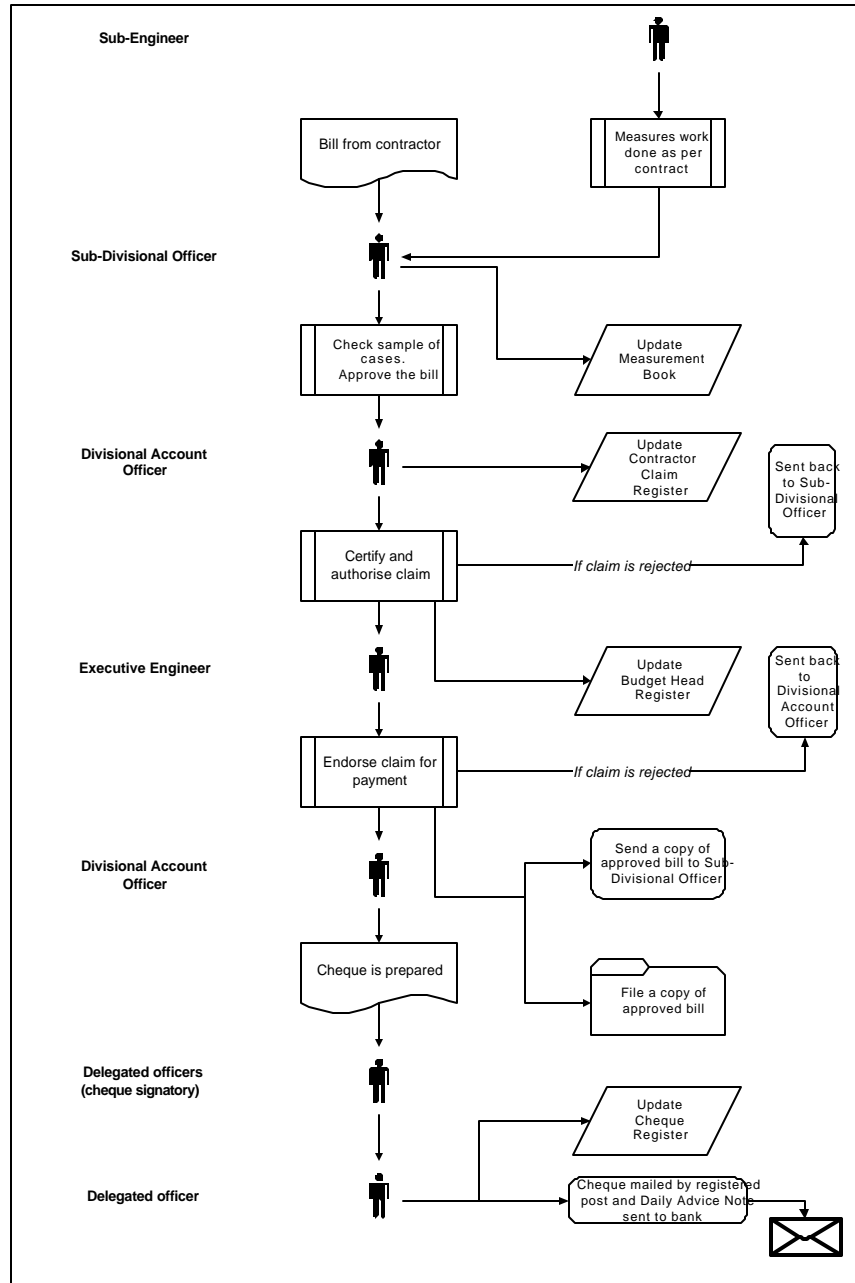 Sub-Engineer
Bill from contractor
Measures work
done as per
contract
Sub-Divisional Officer
Check sample of
cases.
Approve the bill
Update
Measurement
Book
Divisional Account
Officer
Update
Contractor
Claim
Register
Sent back
to Sub-
Divisional
Officer
Certify and
authorise claim
If claim is rejected
Executive Engineer
Update
Budget Head
Register
Sent back
to
Divisional
Account
Officer
Endorse claim for
payment
If claim is rejected
Divisional Account
Officer
Send a copy of
approved bill to Sub-
Divisional Officer
Cheque is prepared
File a copy of
approved bill
Delegated officers
(cheque signatory)
Update
Cheque
Register
Delegated officer
Cheque mailed by registered
post and Daily Advice Note
sent to bank